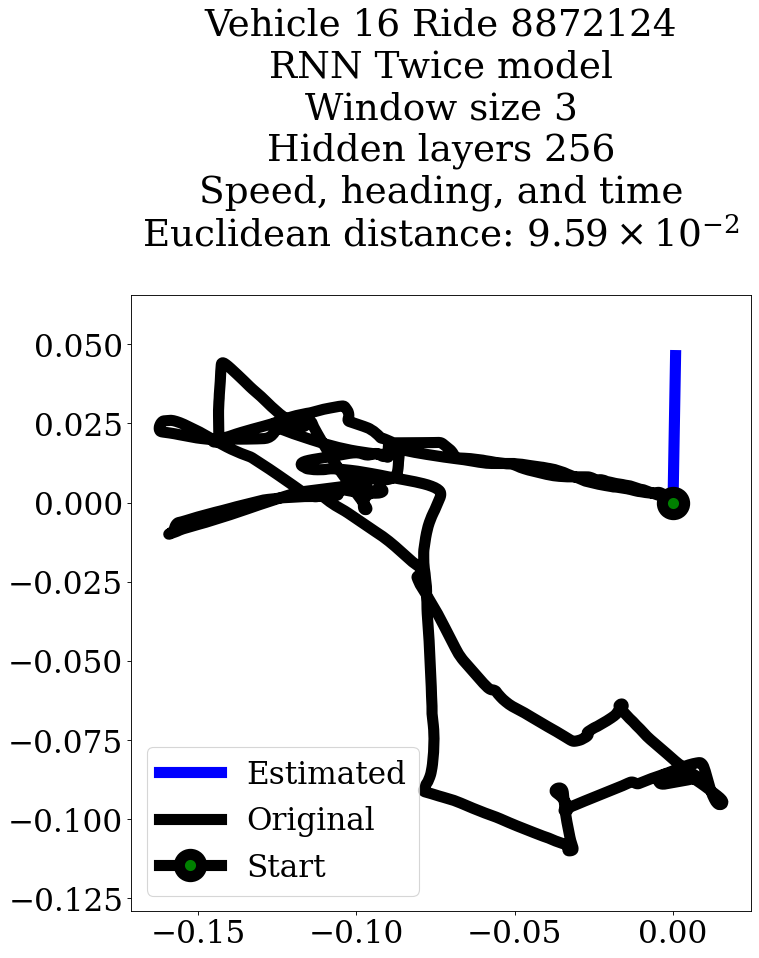 Vehicle 16 Ride 8872124
RNN Twice model
Window size 3
Hidden layers 256
Speed, heading, and time
Euclidean distance: 9.59 × 10⁻²
0.050
0.025
0.000
−0.025
−0.050
−0.075
−0.100
−0.125
Estimated
Original
Start
−0.15 −0.10 −0.05 0.00